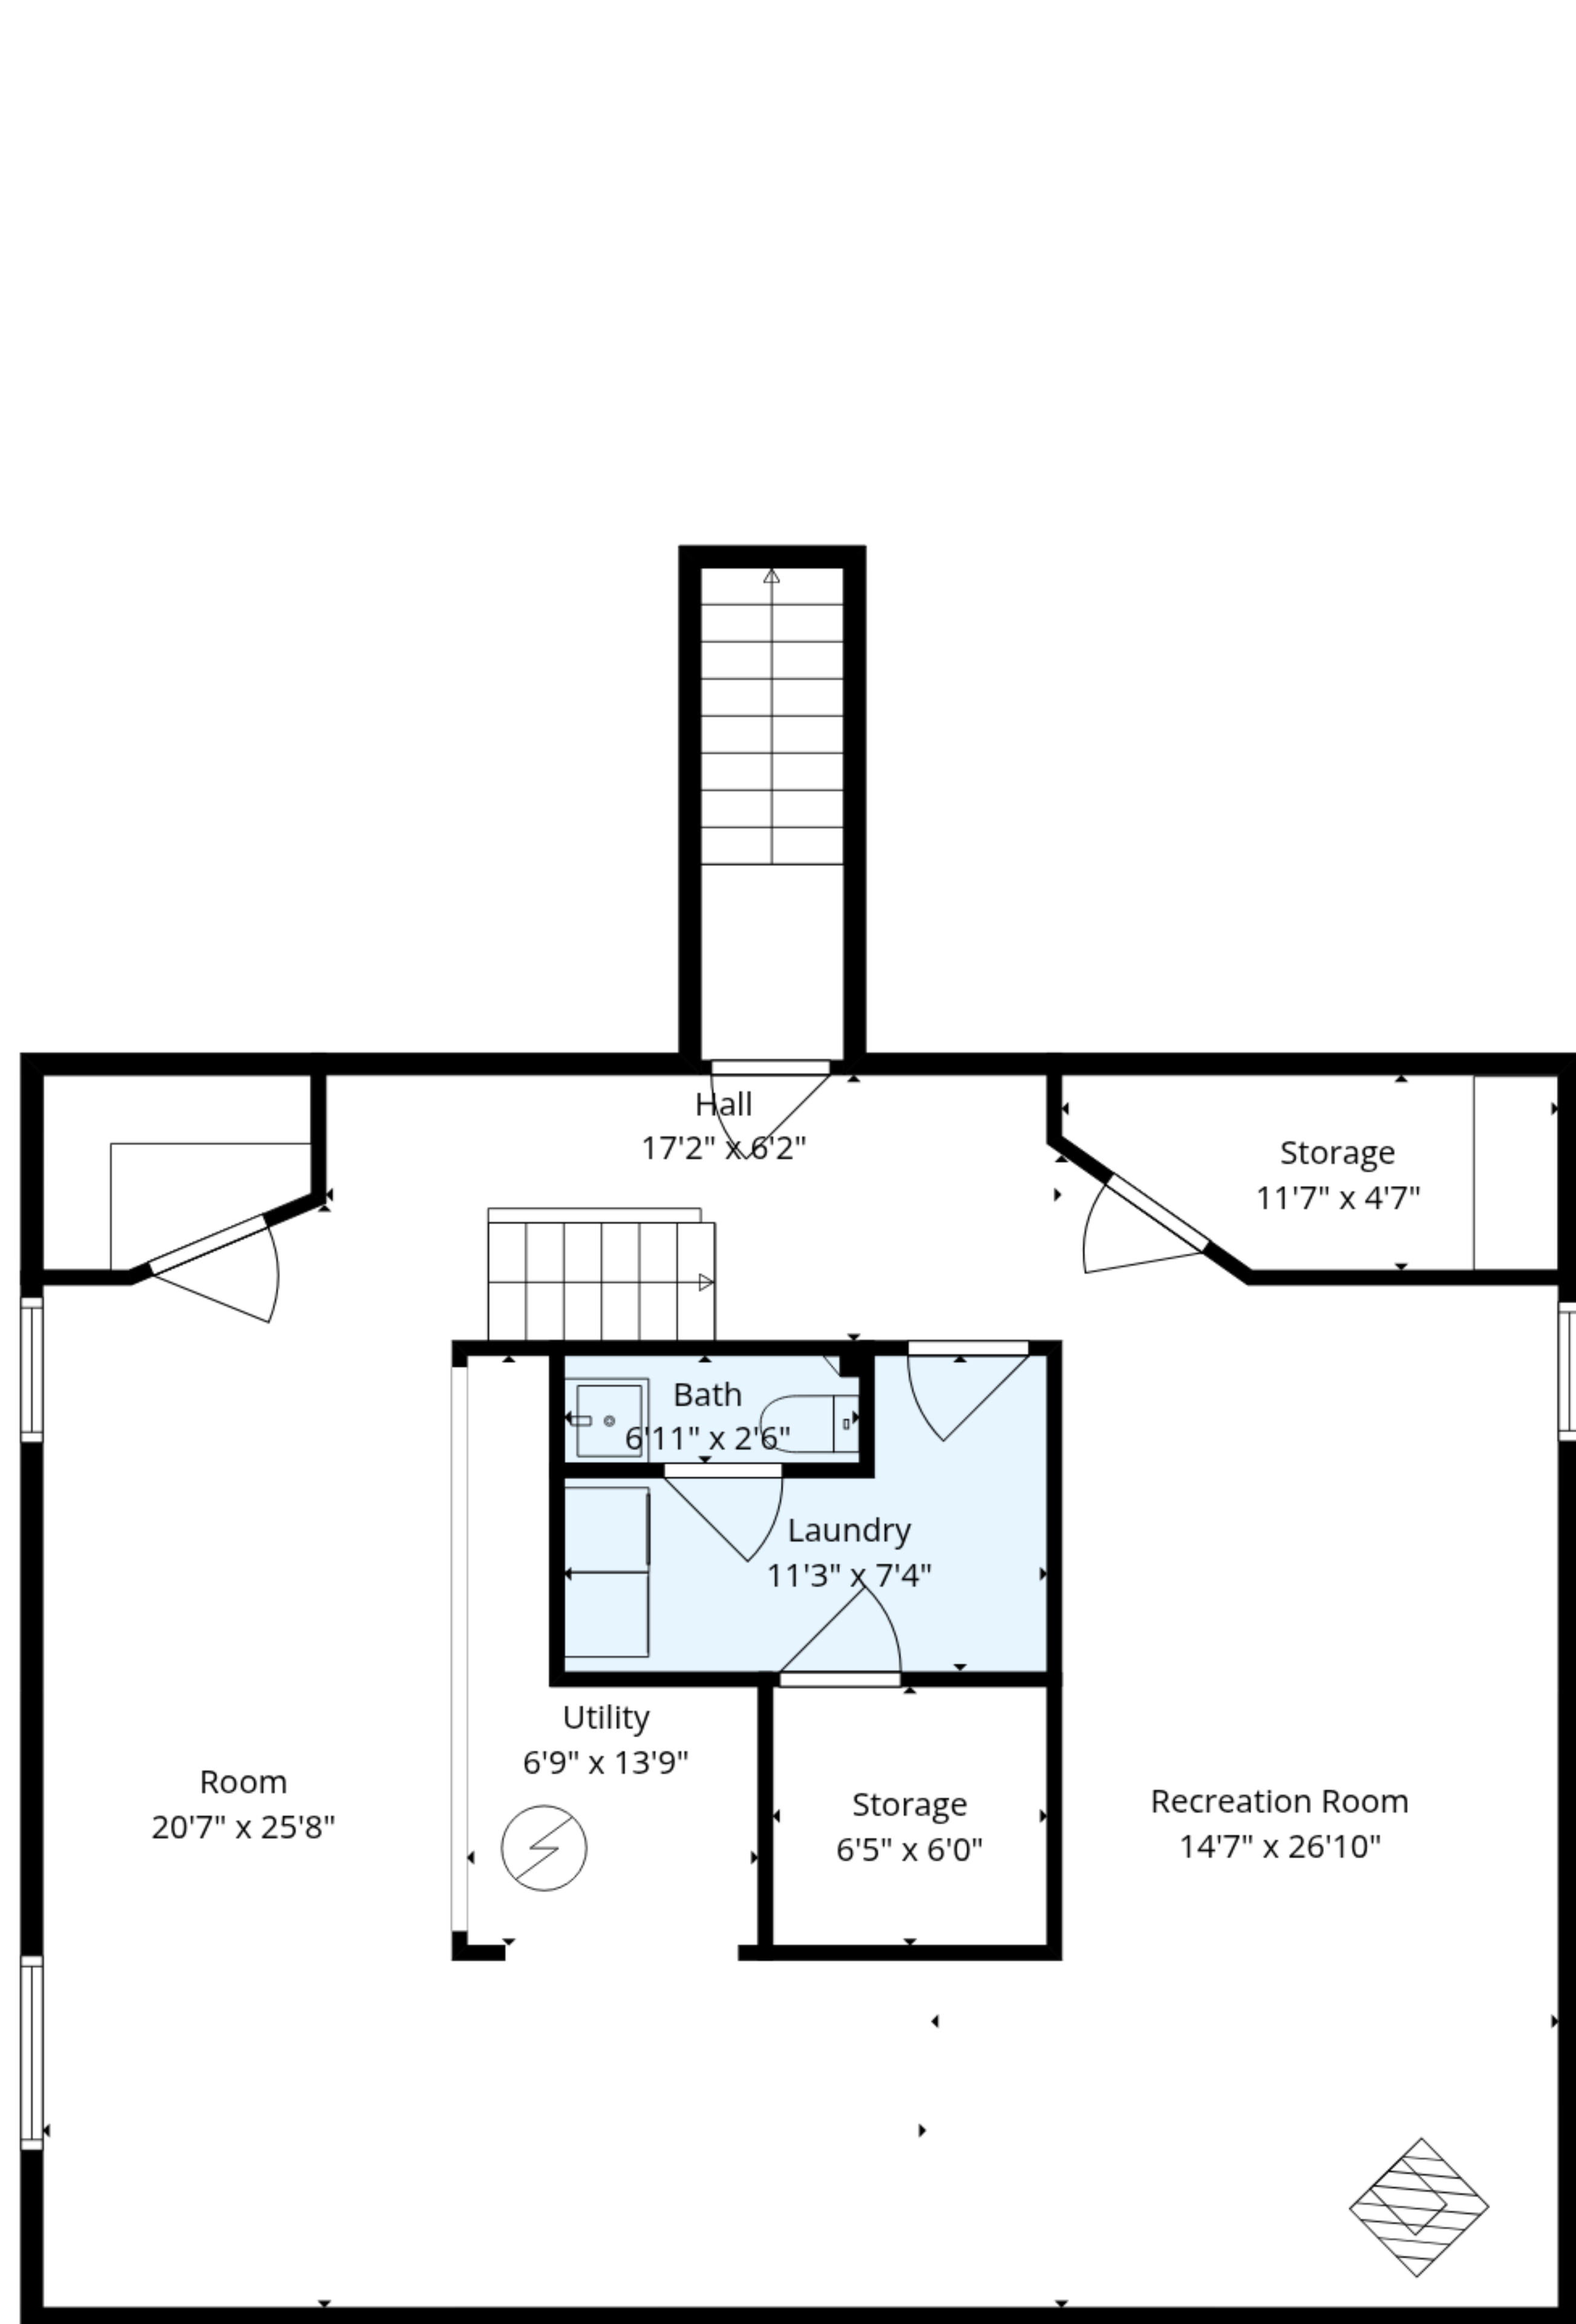 Hall
17'2" x 6'2"
Storage
11'7" x 4'7"
Bath
6'11" x 2'6"
Laundry
11'3" x 7'4"
Utility
6'9" x 13'9"
Room
20'7" x 25'8"
Storage
6'5" x 6'0"
Recreation Room
14'7" x 26'10"